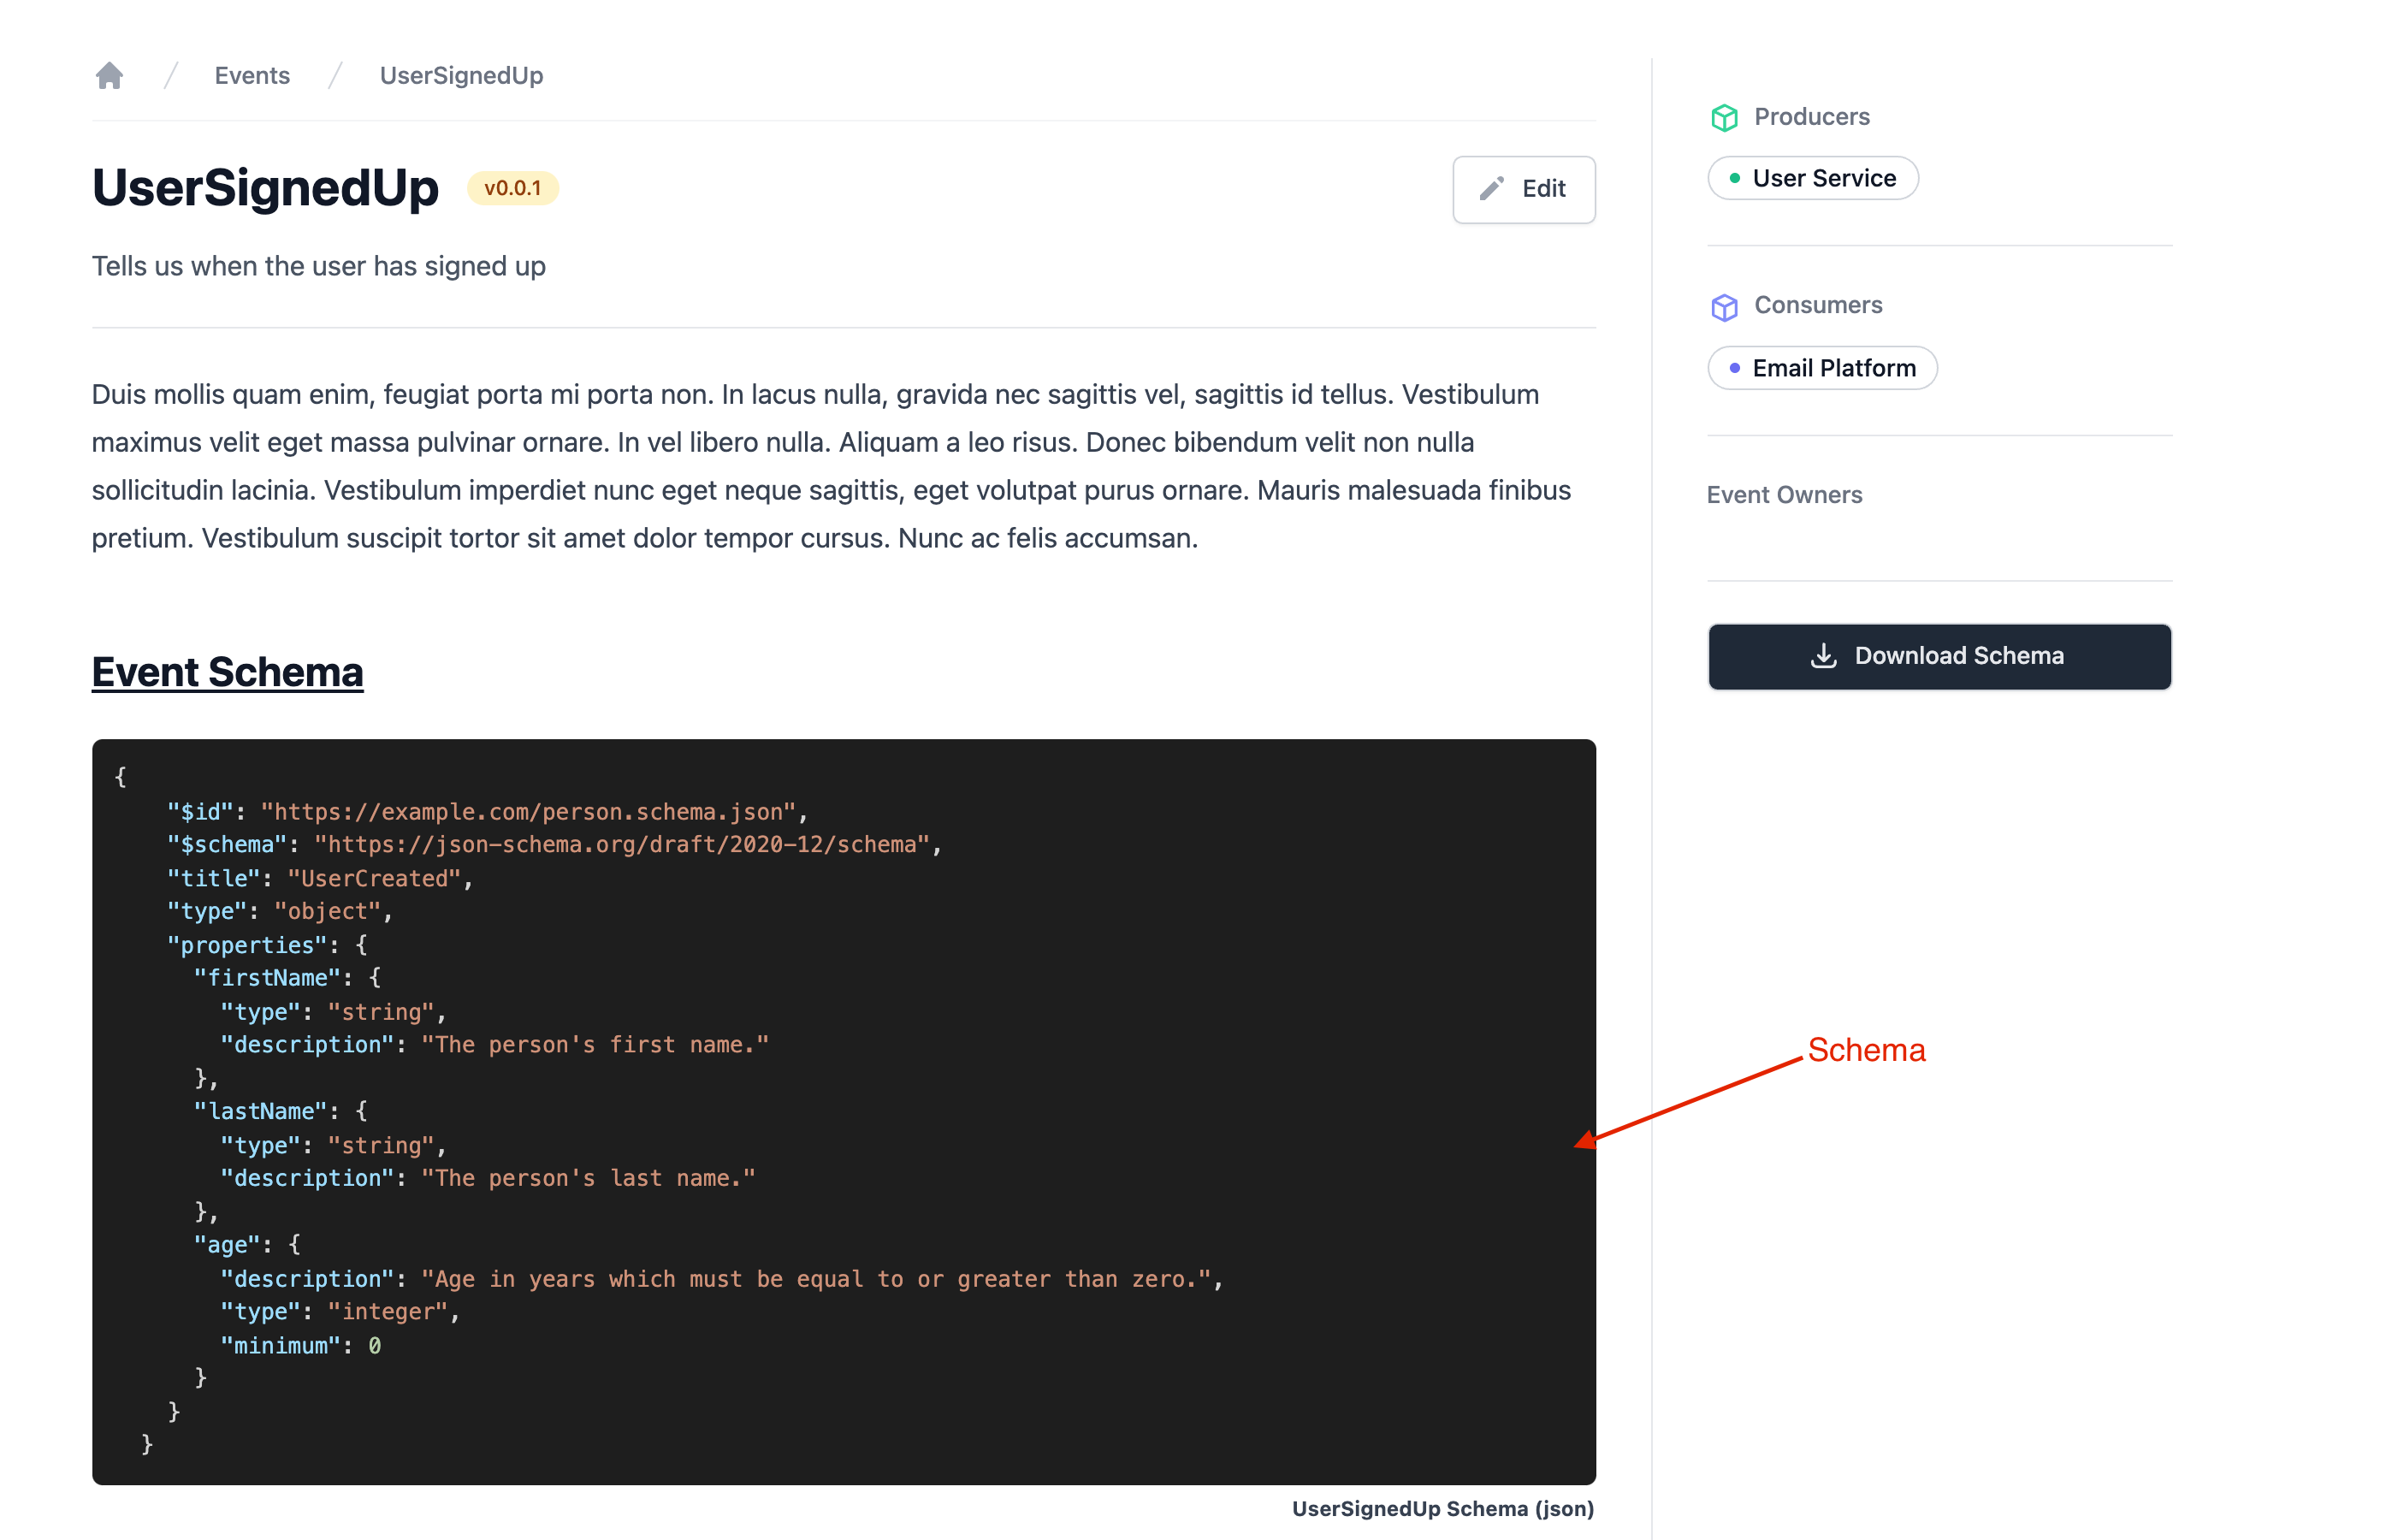 Events / UserSignedUp
UserSignedUp v0.0.1
Edit
Tells us when the user has signed up
Duis mollis quam enim, feugiat porta mi porta non. In lacus nulla, gravida nec sagittis vel, sagittis id tellus. Vestibulum
maximus velit eget massa pulvinar ornare. In vel libero nulla. Aliquam a leo risus. Donec bibendum velit non nulla
sollicitudin lacinia. Vestibulum imperdiet nunc eget neque sagittis, eget volutpat purus ornare. Mauris malesuada finibus
pretium. Vestibulum suscipit tortor sit amet dolor tempor cursus. Nunc ac felis accumsan.
Event Schema
{
    "$id": "https://example.com/person.schema.json",
    "$schema": "https://json-schema.org/draft/2020-12/schema",
    "title": "UserCreated",
    "type": "object",
    "properties": {
      "firstName": {
        "type": "string",
        "description": "The person's first name."
      },
      "lastName": {
        "type": "string",
        "description": "The person's last name."
      },
      "age": {
        "description": "Age in years which must be equal to or greater than zero.",
        "type": "integer",
        "minimum": 0
      }
    }
  }
UserSignedUp Schema (json)
Producers
User Service
Consumers
Email Platform
Event Owners
Download Schema
Schema